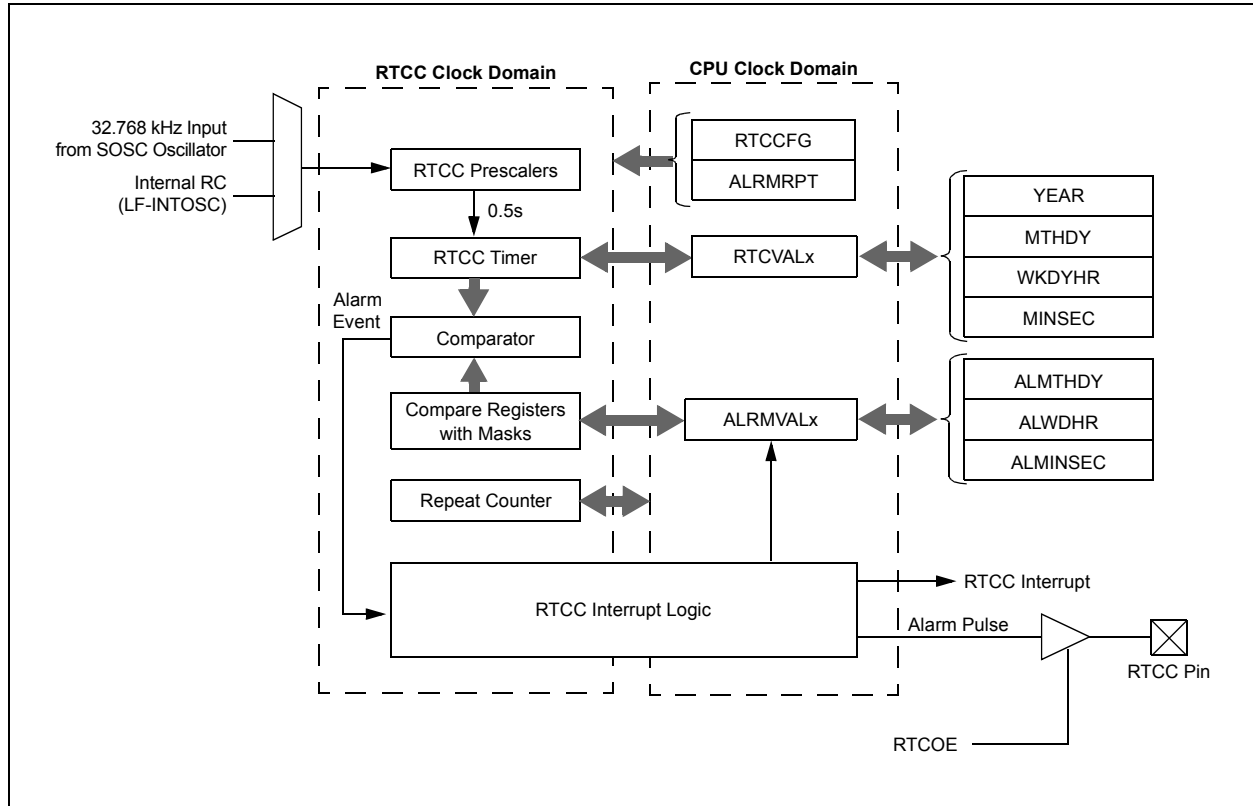 RTCC Clock Domain
CPU Clock Domain
32.768 kHz Input
from SOSC Oscillator
Internal RC
(LF-INTOSC)
RTCC Prescalers
0.5s
RTCC Timer
Alarm
Event
Comparator
Compare Registers
with Masks
Repeat Counter
RTCC Interrupt Logic
RTCCFG
ALRMRPT
RTCVALx
ALRMVALx
YEAR
MTHDY
WKDYHR
MINSEC
ALMTHDY
ALWDHR
ALMINSEC
RTCC Interrupt
Alarm Pulse
RTCC Pin
RTCOE